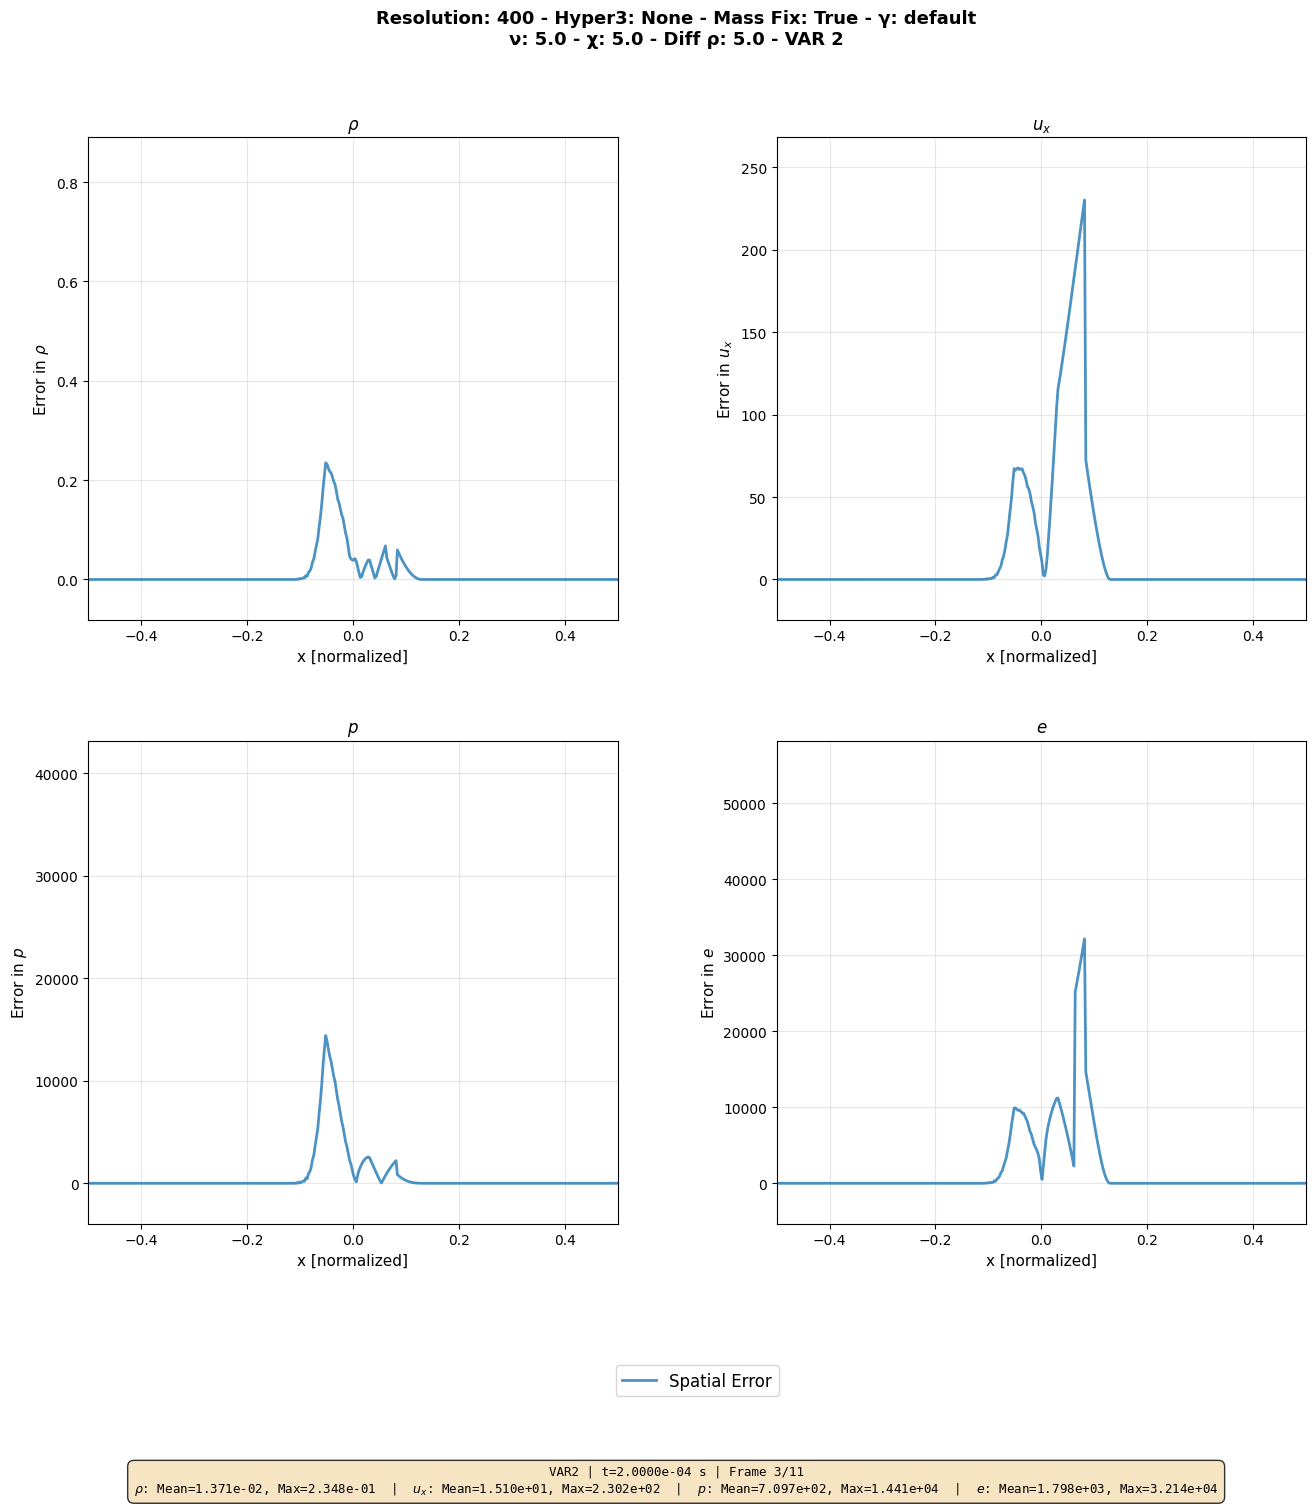 Resolution: 400 - Hyper3: None - Mass Fix: True - γ: default
ν: 5.0 - χ: 5.0 - Diff ρ: 5.0 - VAR 2
ρ
Error in ρ
0.8
0.6
0.4
0.2
0.0
−0.4 −0.2 0.0 0.2 0.4
x [normalized]
u_x
Error in u_x
250
200
150
100
50
0
−0.4 −0.2 0.0 0.2 0.4
x [normalized]
p
Error in p
40000
30000
20000
10000
0
−0.4 −0.2 0.0 0.2 0.4
x [normalized]
e
Error in e
50000
40000
30000
20000
10000
0
−0.4 −0.2 0.0 0.2 0.4
x [normalized]
Spatial Error
VAR2 | t=2.0000e-04 s | Frame 3/11
ρ: Mean=1.371e-02, Max=2.348e-01 | u_x: Mean=1.510e+01, Max=2.302e+02 | p: Mean=7.097e+02, Max=1.441e+04 | e: Mean=1.798e+03, Max=3.214e+04